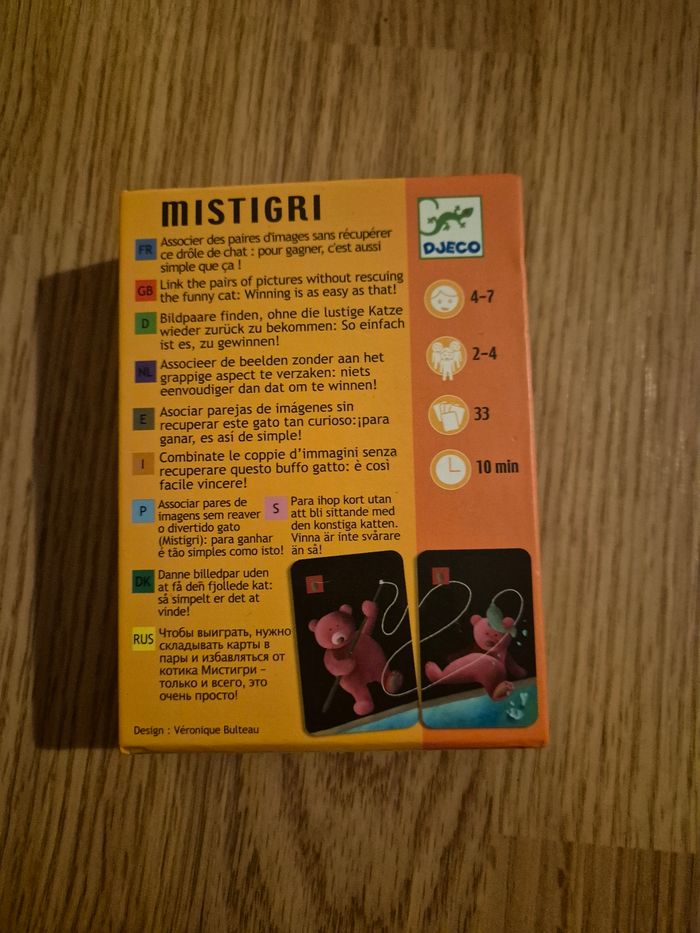 MISTIGRI
FR
Associer des paires d'images sans récupérer
ce drôle de chat : pour gagner, c'est aussi
simple que ça !
GB
Link the pairs of pictures without rescuing
the funny cat: Winning is as easy as that!
D
Bildpaare finden, ohne die lustige Katze
wieder zurück zu bekommen: So einfach
ist es, zu gewinnen!
NL
Associeer de beelden zonder aan het
grappige aspect te verzaken: niets
eenvoudiger dan dat om te winnen!
E
Asociar parejas de imágenes sin
recuperar este gato tan curioso:¡para
ganar, es así de simple!
I
Combinate le coppie d'immagini senza
recuperare questo buffo gatto: è così
facile vincere!
P
Associar pares de
imagens sem reaver
o divertido gato
(Mistigri): para ganhar
é tão simples como isto!
S
Para ihop kort utan
att bli sittande med
den konstiga katten.
Vinna är inte svårare
än så!
DK
Danne billedpar uden
at få den fjollede kat:
så simpelt er det at
vinde!
RUS
Чтобы выиграть, нужно
складывать карты в
пары и избавляться от
котика Мистигри –
только и всего, это
очень просто!
Design : Véronique Bulteau
DJECO
4-7
2-4
33
10 min